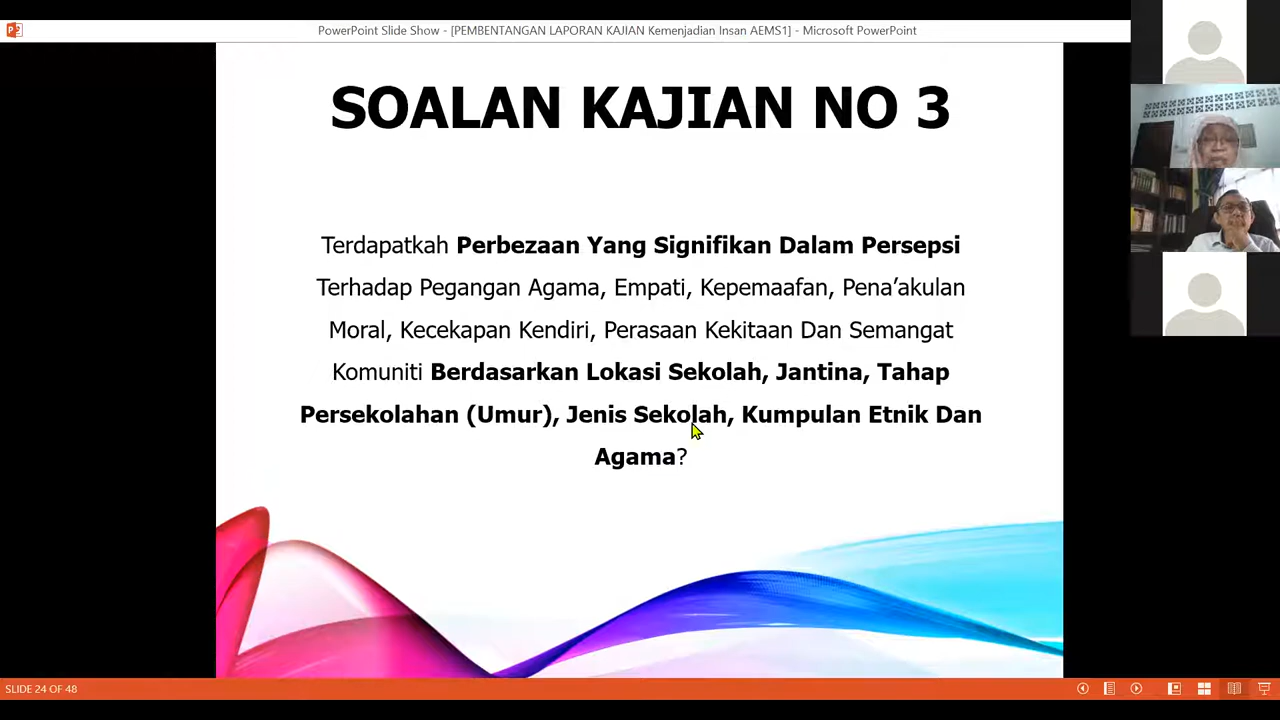 PowerPoint Slide Show - [PEMBENTANGAN LAPORAN KAJIAN Kemenjadian Insan AEMS1] - Microsoft PowerPoint
SOALAN KAJIAN NO 3
Terdapatkah Perbezaan Yang Signifikan Dalam Persepsi
Terhadap Pegangan Agama, Empati, Kepemaafan, Pena’akulan
Moral, Kecekapan Kendiri, Perasaan Kekitaan Dan Semangat
Komuniti Berdasarkan Lokasi Sekolah, Jantina, Tahap
Persekolahan (Umur), Jenis Sekolah, Kumpulan Etnik Dan
Agama?
SLIDE 24 OF 48